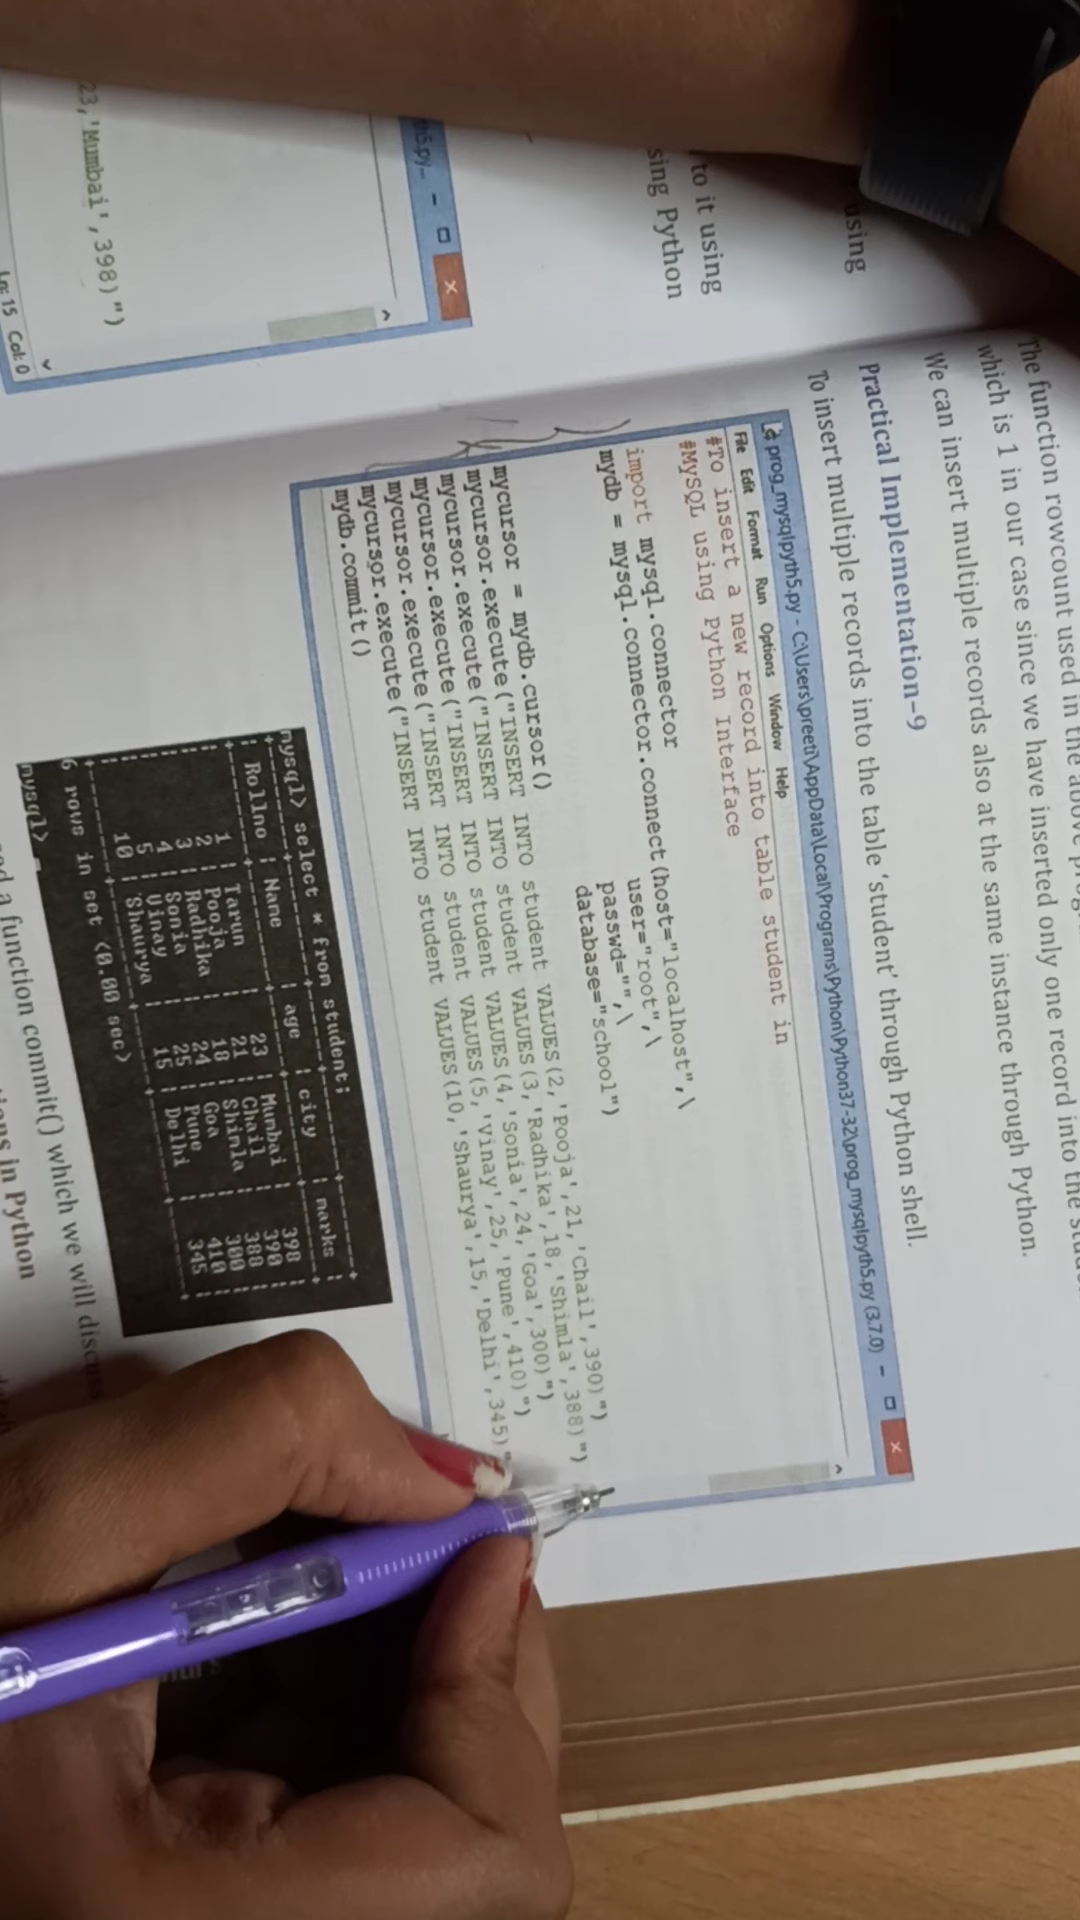 using
to it using
sing Python
n5.py-
23,'Mumbai',398)")
Ln: 15 Col: 0
The function rowcount used in the above
which is 1 in our case since we have inserted only one record into the
We can insert multiple records also at the same instance through Python.
Practical Implementation–9
To insert multiple records into the table ‘student’ through Python shell.
prog_mysqlpyth5.py - C:\Users\preeti\AppData\Local\Programs\Python\Python37-32\prog_mysqlpyth5.py (3.7.0)
File Edit Format Run Options Window Help
#To insert a new record into table student in
#MySQL using Python Interface
import mysql.connector
mydb = mysql.connector.connect(host="localhost",\
user="root",\
passwd="",\
database="school")
mycursor = mydb.cursor()
mycursor.execute("INSERT INTO student VALUES(2,'Pooja',21,'Chail',390)")
mycursor.execute("INSERT INTO student VALUES(3,'Radhika',18,'Shimla',388)")
mycursor.execute("INSERT INTO student VALUES(4,'Sonia',24,'Goa',300)")
mycursor.execute("INSERT INTO student VALUES(5,'Vinay',25,'Pune',410)")
mycursor.execute("INSERT INTO student VALUES(10,'Shaurya',15,'Delhi',345)"
mydb.commit()
mysql> select * from student;
| Rollno | Name | age | city | marks |
| 1 | Tarun | 23 | Mumbai | 398 |
| 2 | Pooja | 21 | Chail | 390 |
| 3 | Radhika | 18 | Shimla | 388 |
| 4 | Sonia | 24 | Goa | 300 |
| 5 | Vinay | 25 | Pune | 410 |
| 10 | Shaurya | 15 | Delhi | 345 |
6 rows in set (0.00 sec)
mysql> _
a function commit() which we will discuss
in Python